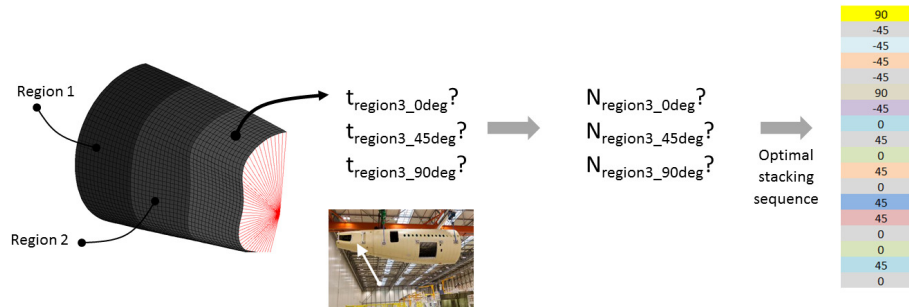 Region 1
Region 2
t_region3_0deg?
t_region3_45deg?
t_region3_90deg?
N_region3_0deg?
N_region3_45deg?
N_region3_90deg?
Optimal
stacking
sequence
90
-45
-45
-45
-45
90
-45
0
45
0
45
0
45
45
0
0
45
0